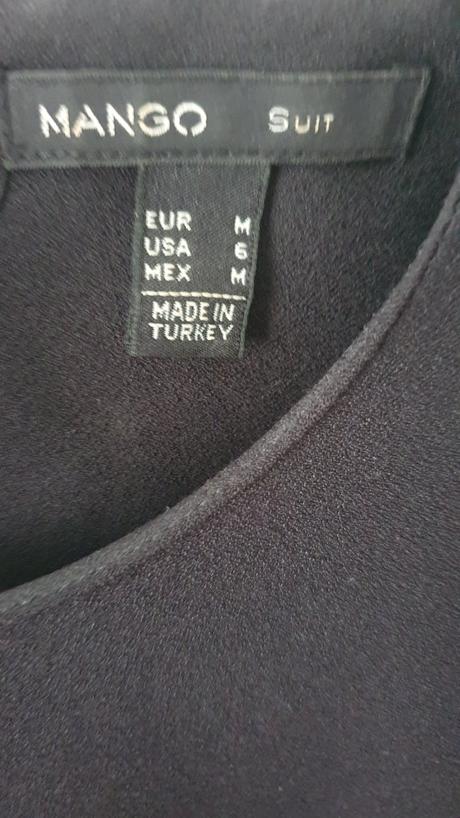 MANGO SUIT
EUR M
USA 6
MEX M
MADE IN
TURKEY